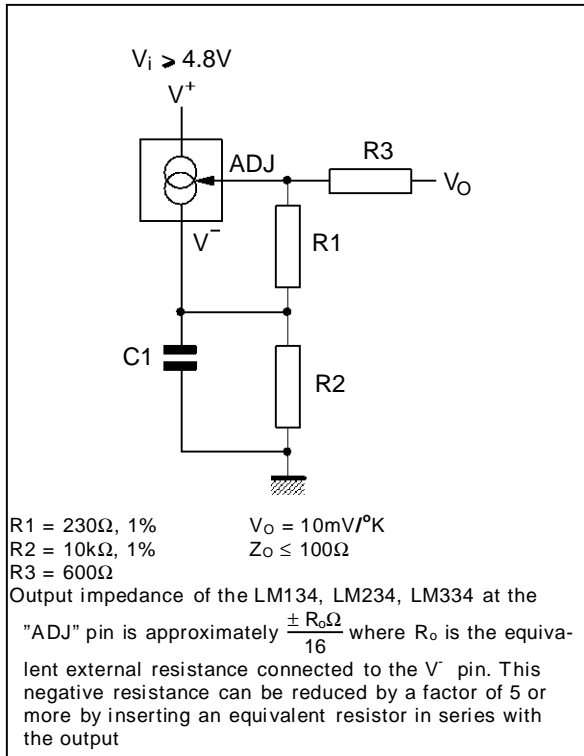 Vi ⩾ 4.8V
V+
ADJ
R3
VO
V−
R1
C1
R2
R1 = 230Ω, 1% VO = 10mV/°K
R2 = 10kΩ, 1% ZO ≤ 100Ω
R3 = 600Ω
Output impedance of the LM134, LM234, LM334 at the
”ADJ” pin is approximately ± RoΩ/16 where Ro is the equiva-
lent external resistance connected to the V- pin. This
negative resistance can be reduced by a factor of 5 or
more by inserting an equivalent resistor in series with
the output